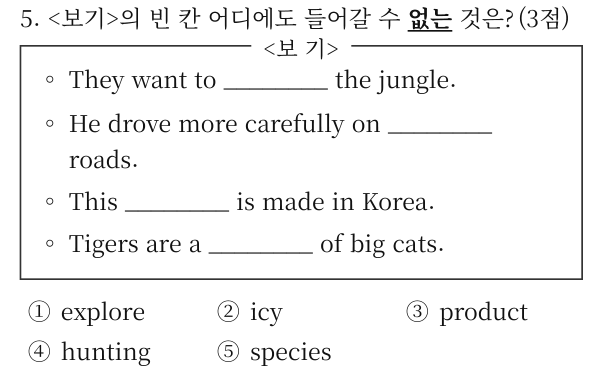 5. <보기>의 빈 칸 어디에도 들어갈 수 없는 것은? (3점)
<보 기>
◦ They want to ________ the jungle.
◦ He drove more carefully on ________
roads.
◦ This ________ is made in Korea.
◦ Tigers are a ________ of big cats.
① explore ② icy ③ product
④ hunting ⑤ species